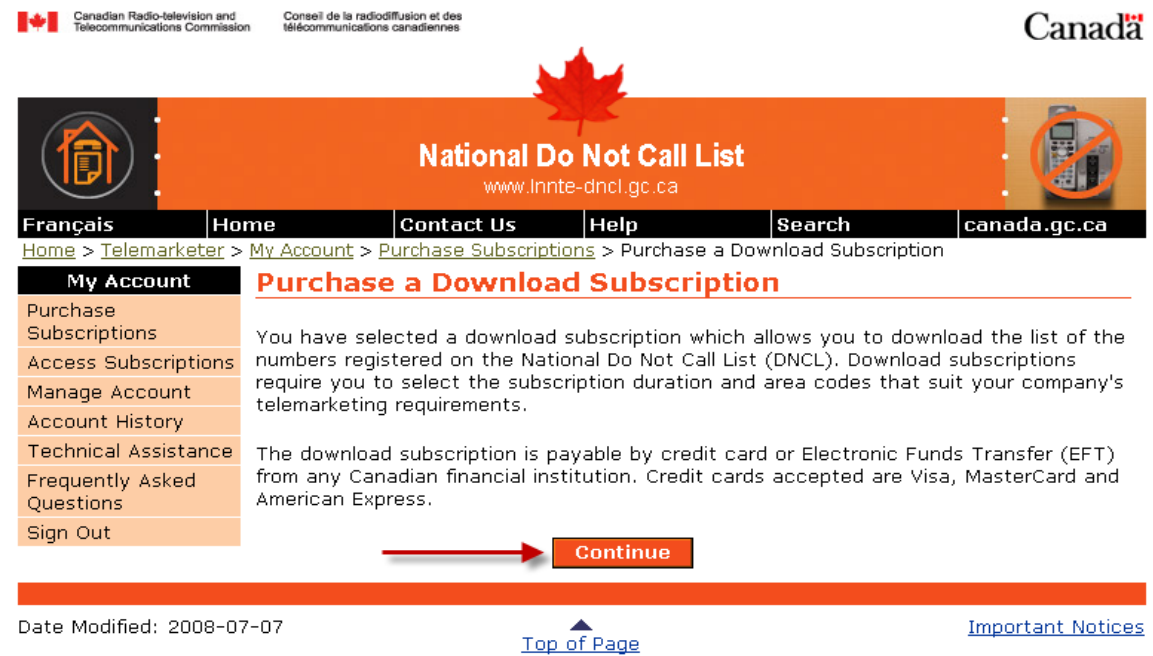 Canadian Radio-television and
Telecommunications Commission
Conseil de la radiodiffusion et des
télécommunications canadiennes
Canada
National Do Not Call List
www.lnnte-dncl.gc.ca
Français Home Contact Us Help Search canada.gc.ca
Home > Telemarketer > My Account > Purchase Subscriptions > Purchase a Download Subscription
My Account
Purchase
Subscriptions
Access Subscriptions
Manage Account
Account History
Technical Assistance
Frequently Asked
Questions
Sign Out
Purchase a Download Subscription
You have selected a download subscription which allows you to download the list of the
numbers registered on the National Do Not Call List (DNCL). Download subscriptions
require you to select the subscription duration and area codes that suit your company's
telemarketing requirements.
The download subscription is payable by credit card or Electronic Funds Transfer (EFT)
from any Canadian financial institution. Credit cards accepted are Visa, MasterCard and
American Express.
Continue
Date Modified: 2008-07-07
Top of Page
Important Notices